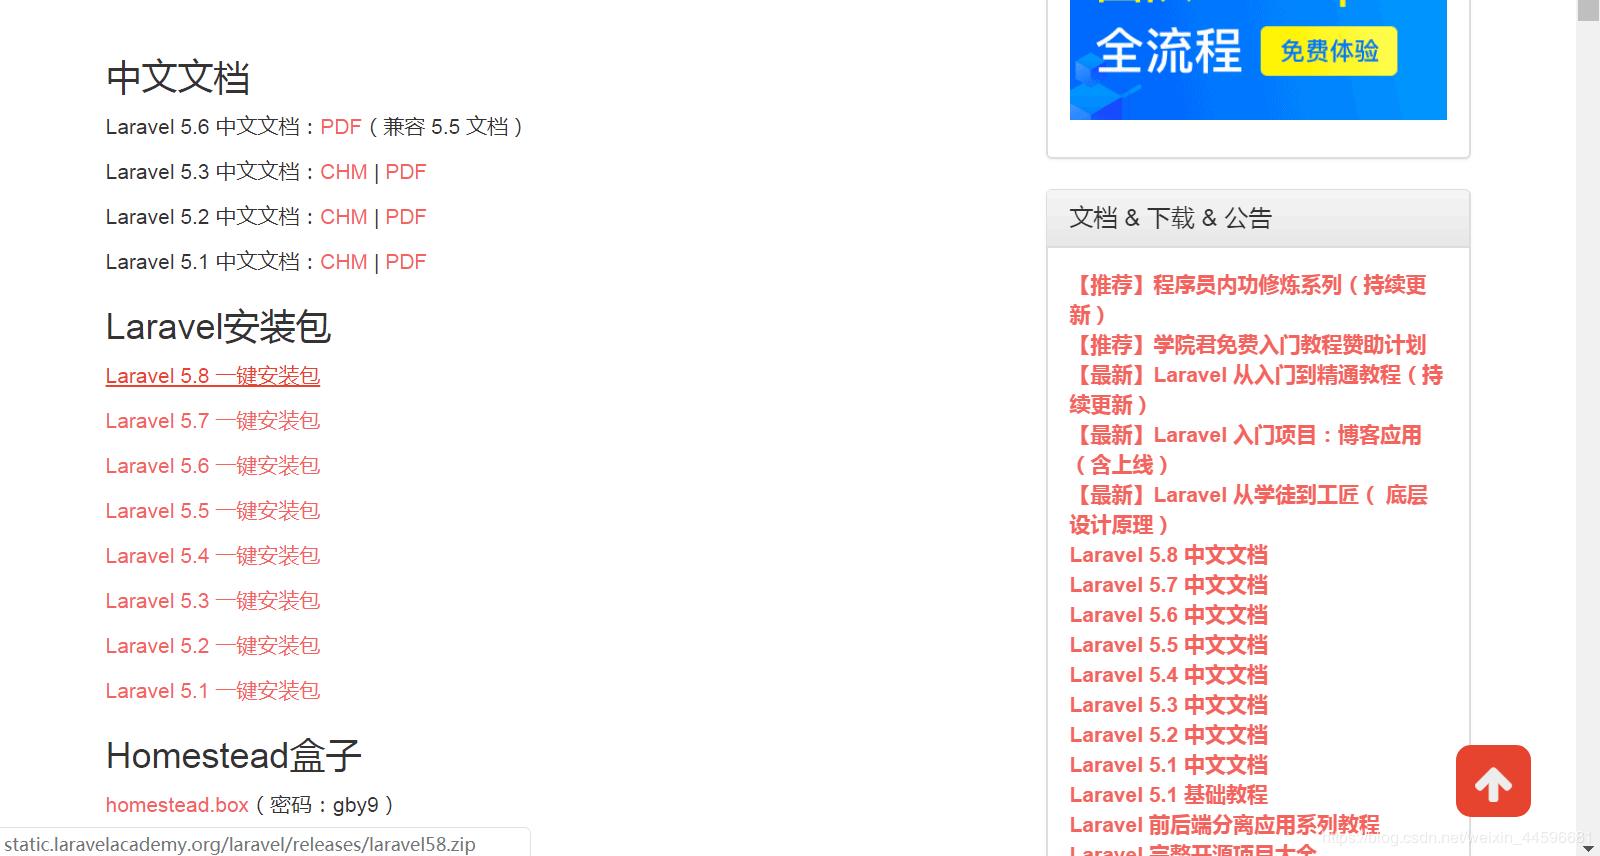 中文文档
Laravel 5.6 中文文档：PDF（兼容 5.5 文档）
Laravel 5.3 中文文档：CHM | PDF
Laravel 5.2 中文文档：CHM | PDF
Laravel 5.1 中文文档：CHM | PDF
Laravel安装包
Laravel 5.8 一键安装包
Laravel 5.7 一键安装包
Laravel 5.6 一键安装包
Laravel 5.5 一键安装包
Laravel 5.4 一键安装包
Laravel 5.3 一键安装包
Laravel 5.2 一键安装包
Laravel 5.1 一键安装包
Homestead盒子
homestead.box（密码：gby9）
static.laravelacademy.org/laravel/releases/laravel58.zip
全流程 免费体验
文档 & 下载 & 公告
【推荐】程序员内功修炼系列（持续更
新）
【推荐】学院君免费入门教程赞助计划
【最新】Laravel 从入门到精通教程（持
续更新）
【最新】Laravel 入门项目：博客应用
（含上线）
【最新】Laravel 从学徒到工匠（ 底层
设计原理）
Laravel 5.8 中文文档
Laravel 5.7 中文文档
Laravel 5.6 中文文档
Laravel 5.5 中文文档
Laravel 5.4 中文文档
Laravel 5.3 中文文档
Laravel 5.2 中文文档
Laravel 5.1 中文文档
Laravel 5.1 基础教程
Laravel 前后端分离应用系列教程
Laravel 完整开源项目大全
https://blog.csdn.net/weixin_44596681